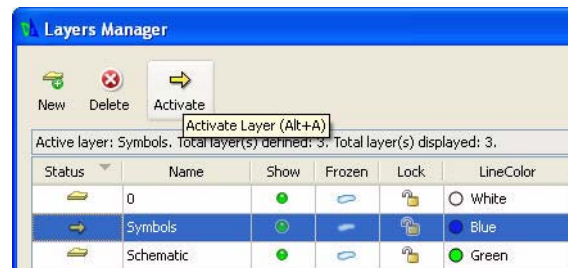 Layers Manager
New Delete Activate
Activate Layer (Alt+A)
Active layer: Symbols. Total layer(s) defined: 3. Total layer(s) displayed: 3.
Status Name Show Frozen Lock LineColor
0 White
Symbols Blue
Schematic Green